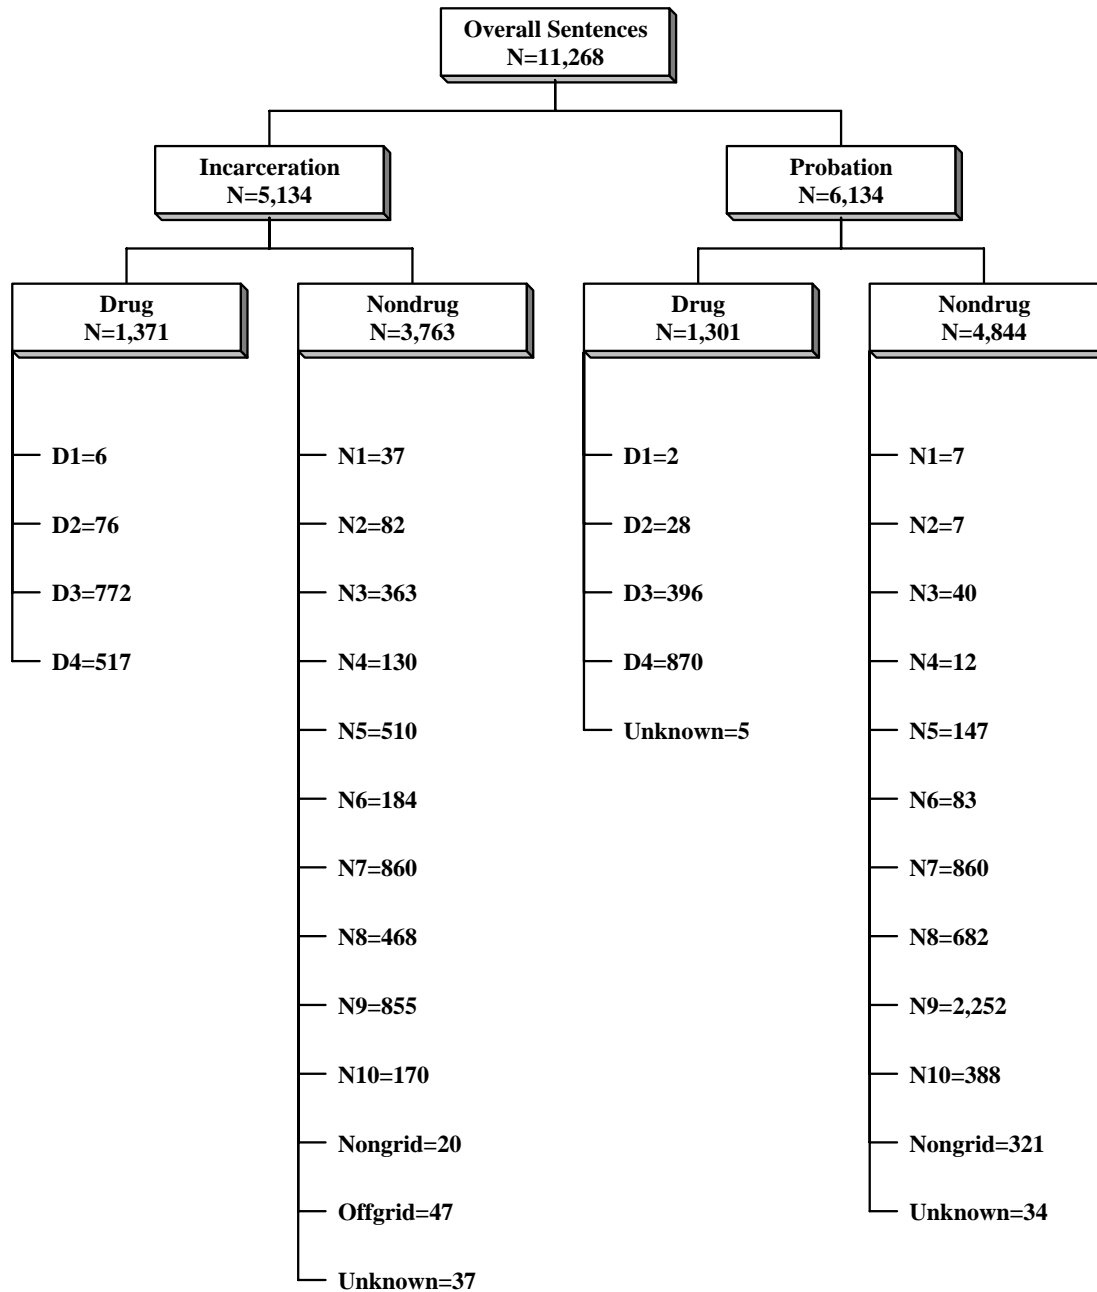 Overall Sentences
N=11,268
Incarceration
N=5,134
Probation
N=6,134
Drug
N=1,371
Nondrug
N=3,763
Drug
N=1,301
Nondrug
N=4,844
D1=6
D2=76
D3=772
D4=517
N1=37
N2=82
N3=363
N4=130
N5=510
N6=184
N7=860
N8=468
N9=855
N10=170
Nongrid=20
Offgrid=47
Unknown=37
D1=2
D2=28
D3=396
D4=870
Unknown=5
N1=7
N2=7
N3=40
N4=12
N5=147
N6=83
N7=860
N8=682
N9=2,252
N10=388
Nongrid=321
Unknown=34